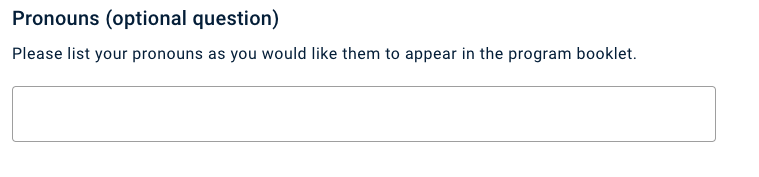 Pronouns (optional question)
Please list your pronouns as you would like them to appear in the program booklet.